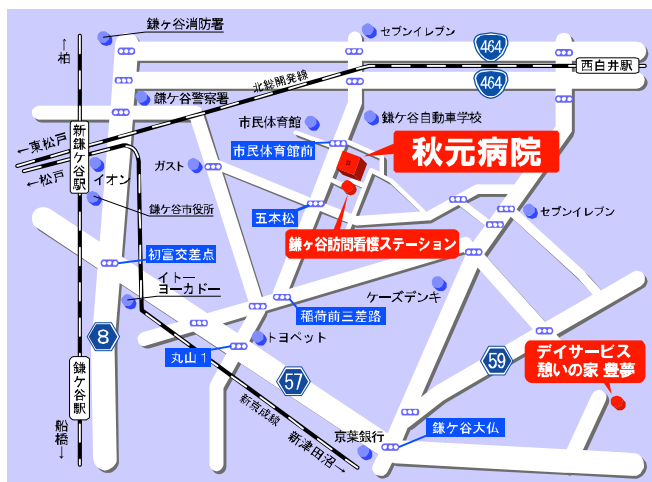 鎌ケ谷消防署
セブンイレブン
464
↑柏
西白井駅
北総開発線
464
鎌ケ谷警察署
市民体育館
鎌ケ谷自動車学校
←東松戸
新鎌ケ谷駅
市民体育館前
秋元病院
←松戸
イオン
ガスト
鎌ケ谷市役所
五本松
セブンイレブン
鎌ヶ谷訪問看護ステーション
初富交差点
イトー
ヨーカドー
ケーズデンキ
稲荷前三差路
8
トヨペット
丸山1
デイサービス
憩いの家 豊夢
59
57
鎌ケ谷駅
新京成線
新津田沼→
京葉銀行
鎌ケ谷大仏
船橋↓